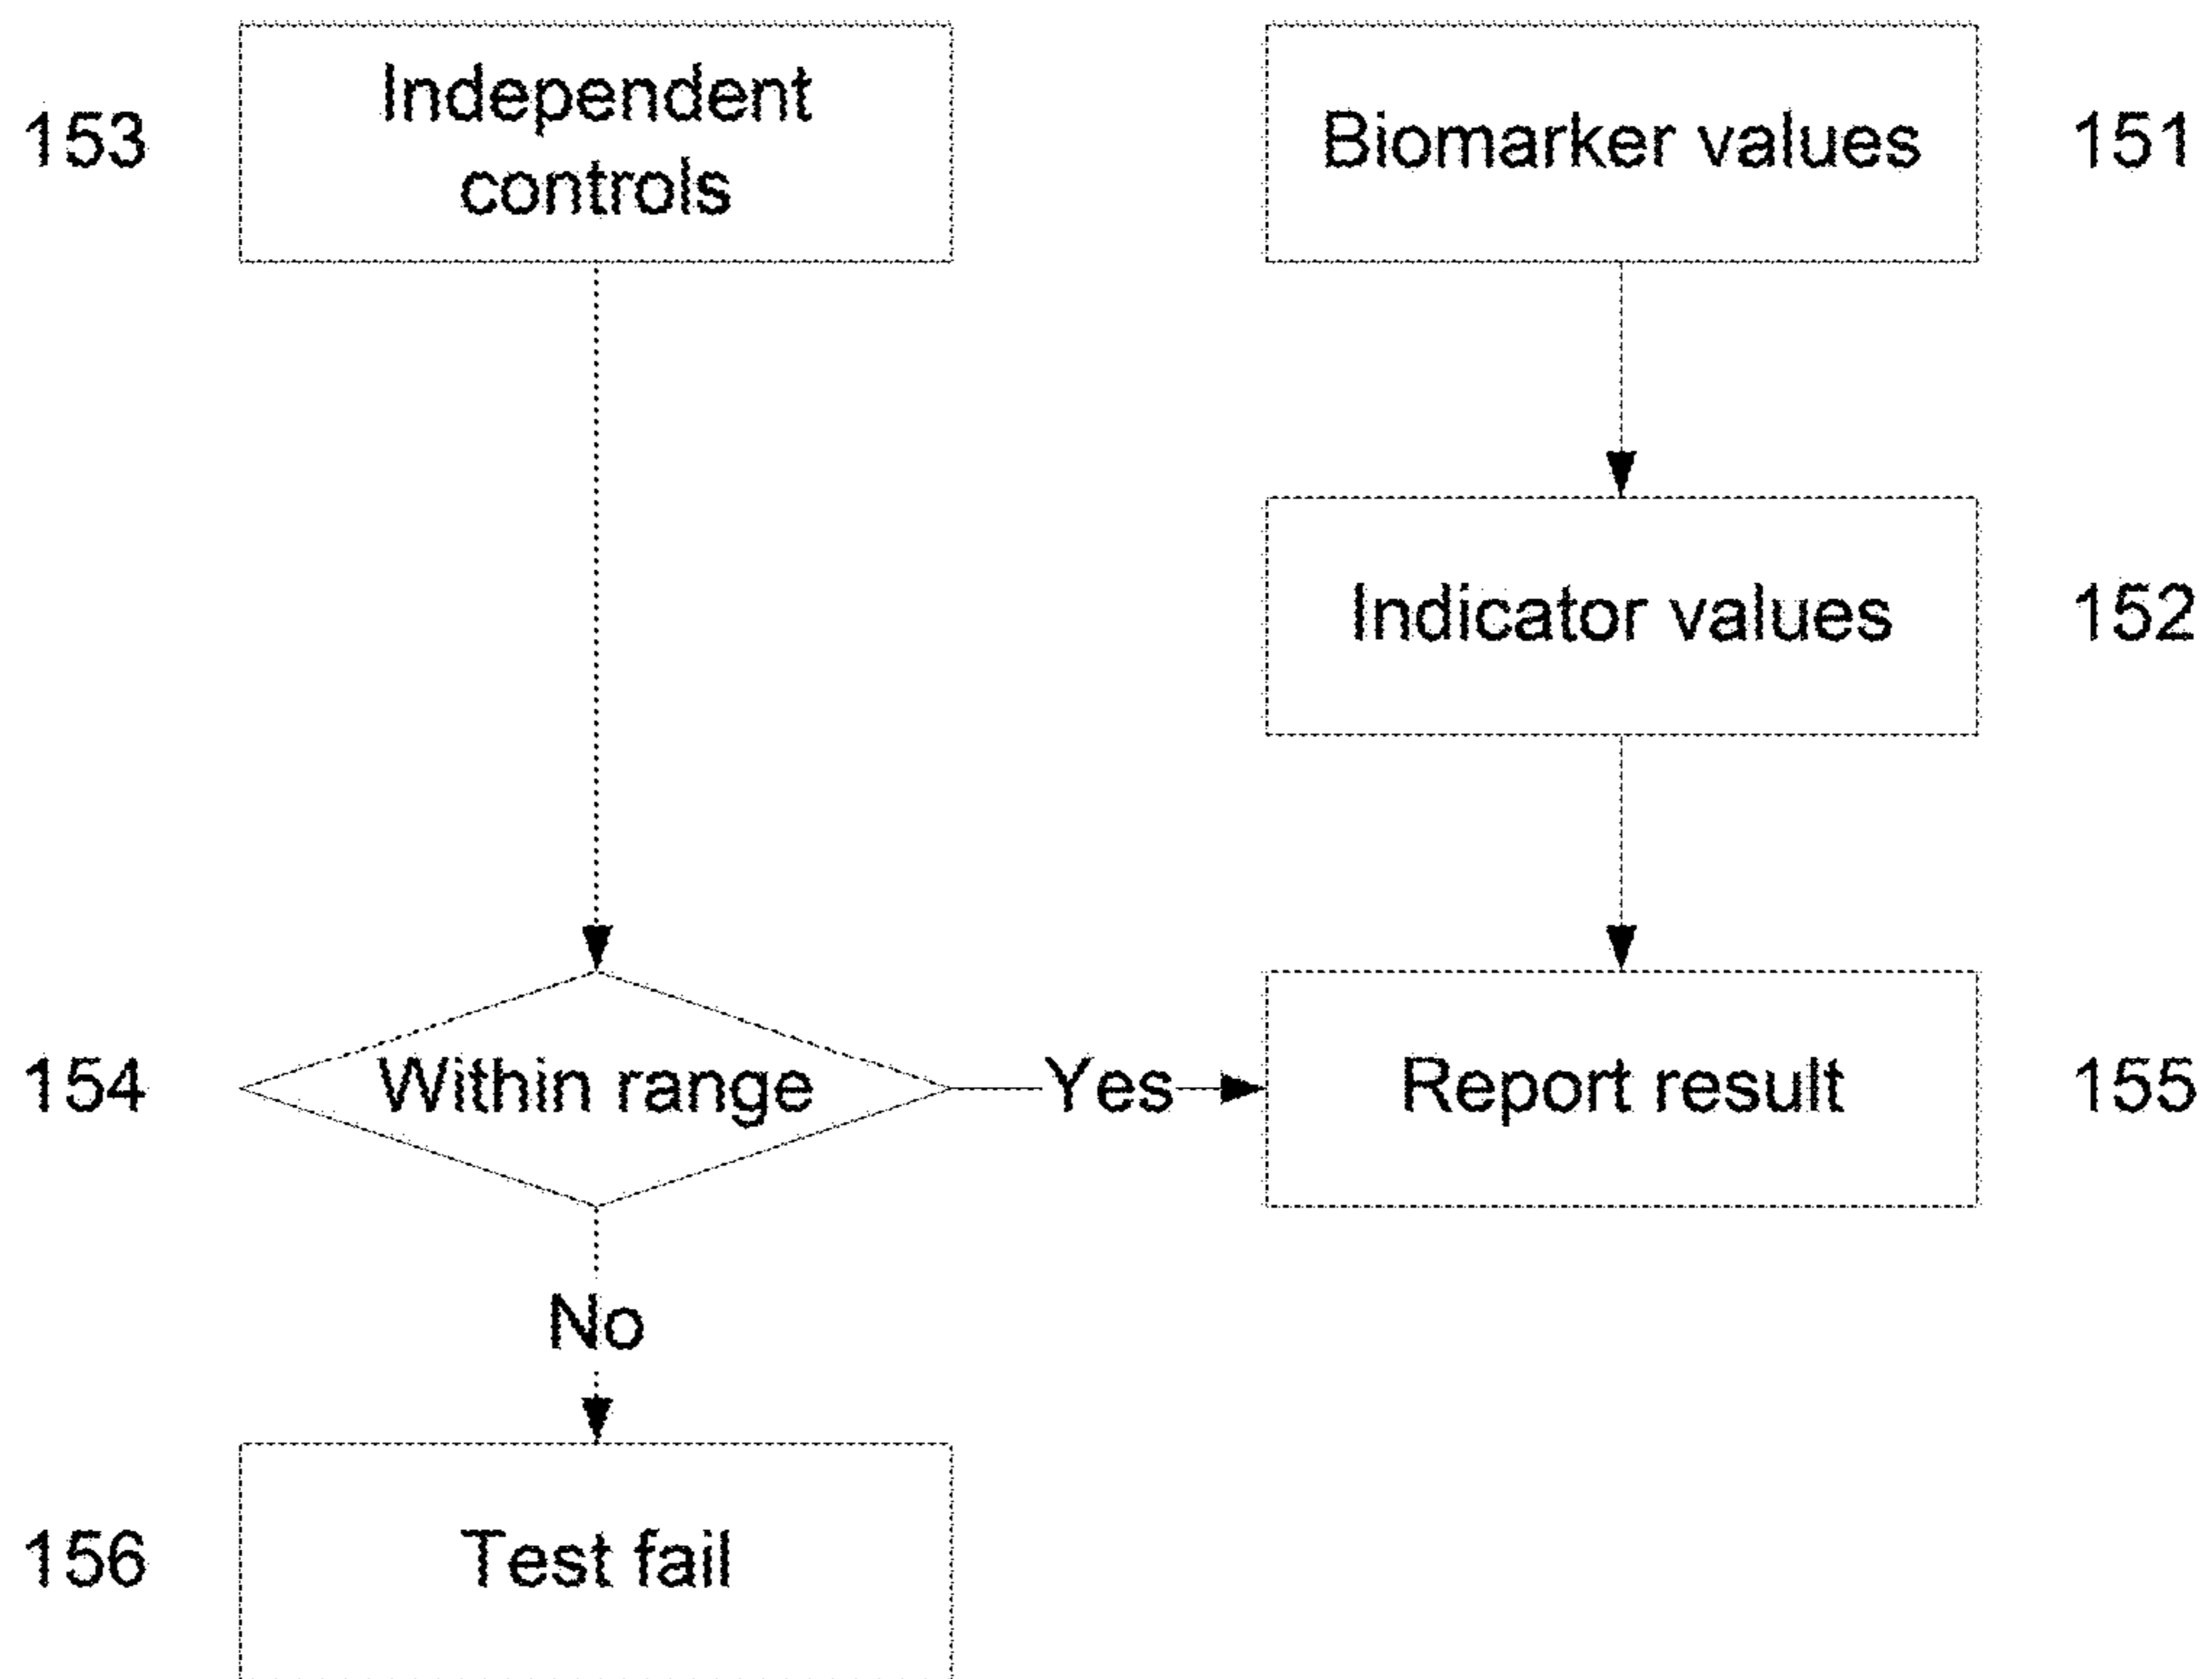 153
Independent
controls
Biomarker values
151
Indicator values
152
154
Within range
Yes
Report result
155
No
156
Test fail